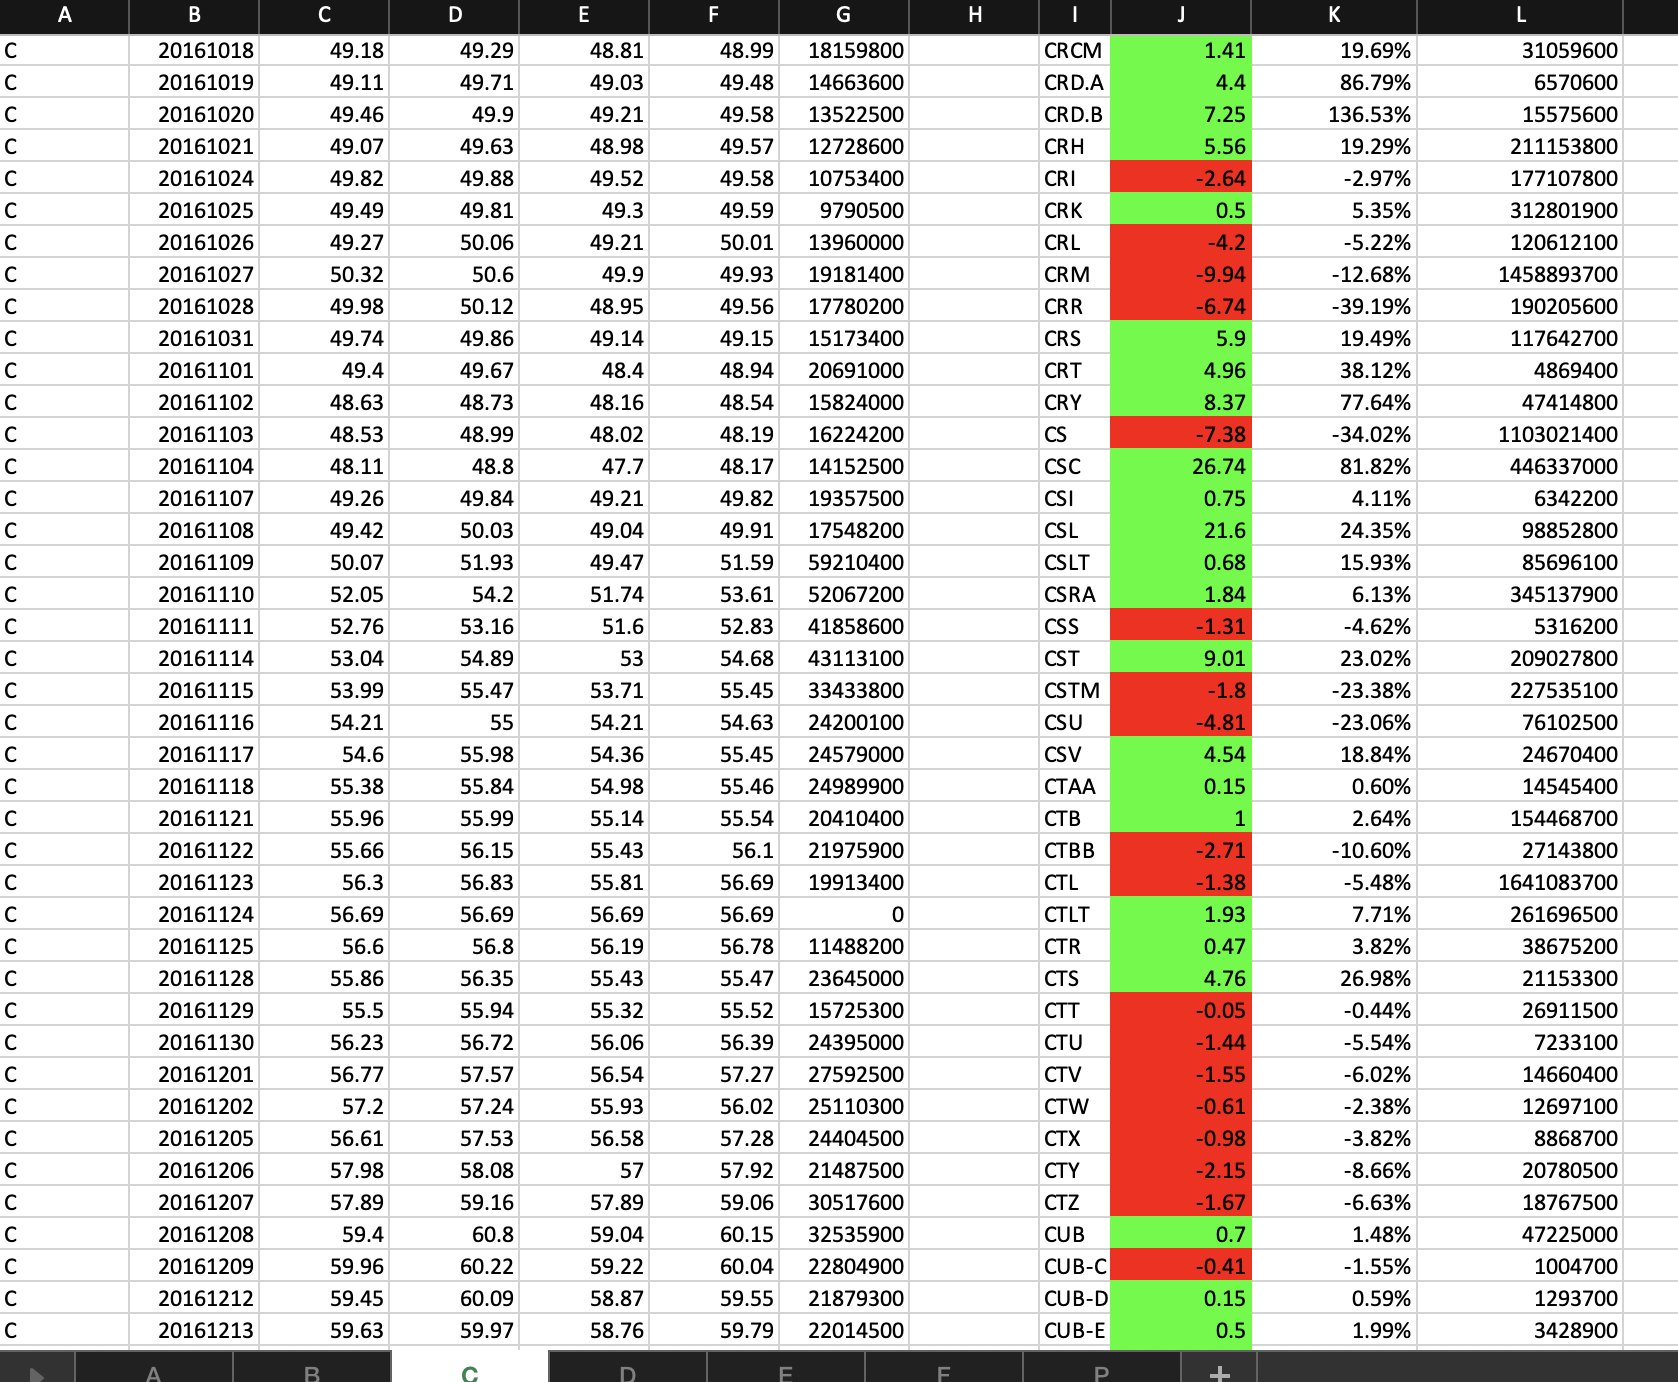 A B C D E F G H I J K L
C 20161018 49.18 49.29 48.81 48.99 18159800 CRCM 1.41 19.69% 31059600
C 20161019 49.11 49.71 49.03 49.48 14663600 CRD.A 4.4 86.79% 6570600
C 20161020 49.46 49.9 49.21 49.58 13522500 CRD.B 7.25 136.53% 15575600
C 20161021 49.07 49.63 48.98 49.57 12728600 CRH 5.56 19.29% 211153800
C 20161024 49.82 49.88 49.52 49.58 10753400 CRI -2.64 -2.97% 177107800
C 20161025 49.49 49.81 49.3 49.59 9790500 CRK 0.5 5.35% 312801900
C 20161026 49.27 50.06 49.21 50.01 13960000 CRL -4.2 -5.22% 120612100
C 20161027 50.32 50.6 49.9 49.93 19181400 CRM -9.94 -12.68% 1458893700
C 20161028 49.98 50.12 48.95 49.56 17780200 CRR -6.74 -39.19% 190205600
C 20161031 49.74 49.86 49.14 49.15 15173400 CRS 5.9 19.49% 117642700
C 20161101 49.4 49.67 48.4 48.94 20691000 CRT 4.96 38.12% 4869400
C 20161102 48.63 48.73 48.16 48.54 15824000 CRY 8.37 77.64% 47414800
C 20161103 48.53 48.99 48.02 48.19 16224200 CS -7.38 -34.02% 1103021400
C 20161104 48.11 48.8 47.7 48.17 14152500 CSC 26.74 81.82% 446337000
C 20161107 49.26 49.84 49.21 49.82 19357500 CSI 0.75 4.11% 6342200
C 20161108 49.42 50.03 49.04 49.91 17548200 CSL 21.6 24.35% 98852800
C 20161109 50.07 51.93 49.47 51.59 59210400 CSLT 0.68 15.93% 85696100
C 20161110 52.05 54.2 51.74 53.61 52067200 CSRA 1.84 6.13% 345137900
C 20161111 52.76 53.16 51.6 52.83 41858600 CSS -1.31 -4.62% 5316200
C 20161114 53.04 54.89 53 54.68 43113100 CST 9.01 23.02% 209027800
C 20161115 53.99 55.47 53.71 55.45 33433800 CSTM -1.8 -23.38% 227535100
C 20161116 54.21 55 54.21 54.63 24200100 CSU -4.81 -23.06% 76102500
C 20161117 54.6 55.98 54.36 55.45 24579000 CSV 4.54 18.84% 24670400
C 20161118 55.38 55.84 54.98 55.46 24989900 CTAA 0.15 0.60% 14545400
C 20161121 55.96 55.99 55.14 55.54 20410400 CTB 1 2.64% 154468700
C 20161122 55.66 56.15 55.43 56.1 21975900 CTBB -2.71 -10.60% 27143800
C 20161123 56.3 56.83 55.81 56.69 19913400 CTL -1.38 -5.48% 1641083700
C 20161124 56.69 56.69 56.69 56.69 0 CTLT 1.93 7.71% 261696500
C 20161125 56.6 56.8 56.19 56.78 11488200 CTR 0.47 3.82% 38675200
C 20161128 55.86 56.35 55.43 55.47 23645000 CTS 4.76 26.98% 21153300
C 20161129 55.5 55.94 55.32 55.52 15725300 CTT -0.05 -0.44% 26911500
C 20161130 56.23 56.72 56.06 56.39 24395000 CTU -1.44 -5.54% 7233100
C 20161201 56.77 57.57 56.54 57.27 27592500 CTV -1.55 -6.02% 14660400
C 20161202 57.2 57.24 55.93 56.02 25110300 CTW -0.61 -2.38% 12697100
C 20161205 56.61 57.53 56.58 57.28 24404500 CTX -0.98 -3.82% 8868700
C 20161206 57.98 58.08 57 57.92 21487500 CTY -2.15 -8.66% 20780500
C 20161207 57.89 59.16 57.89 59.06 30517600 CTZ -1.67 -6.63% 18767500
C 20161208 59.4 60.8 59.04 60.15 32535900 CUB 0.7 1.48% 47225000
C 20161209 59.96 60.22 59.22 60.04 22804900 CUB-C -0.41 -1.55% 1004700
C 20161212 59.45 60.09 58.87 59.55 21879300 CUB-D 0.15 0.59% 1293700
C 20161213 59.63 59.97 58.76 59.79 22014500 CUB-E 0.5 1.99% 3428900
A B C D